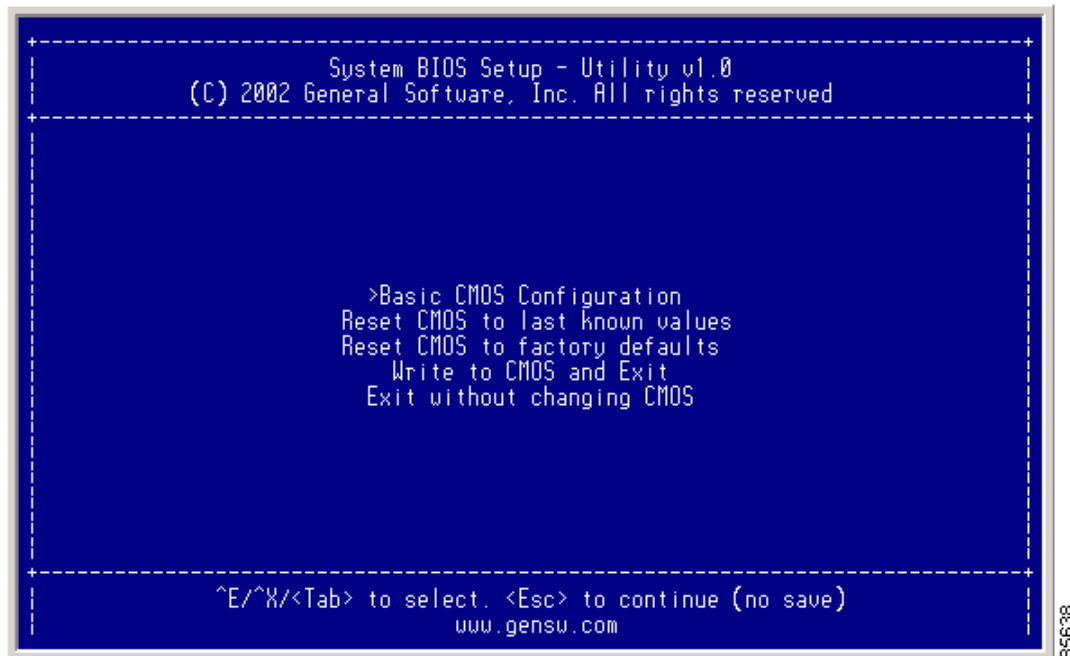 System BIOS Setup - Utility v1.0
(C) 2002 General Software, Inc. All rights reserved
>Basic CMOS Configuration
Reset CMOS to last known values
Reset CMOS to factory defaults
Write to CMOS and Exit
Exit without changing CMOS
^E/^X/<Tab> to select. <Esc> to continue (no save)
www.gensw.com
85638